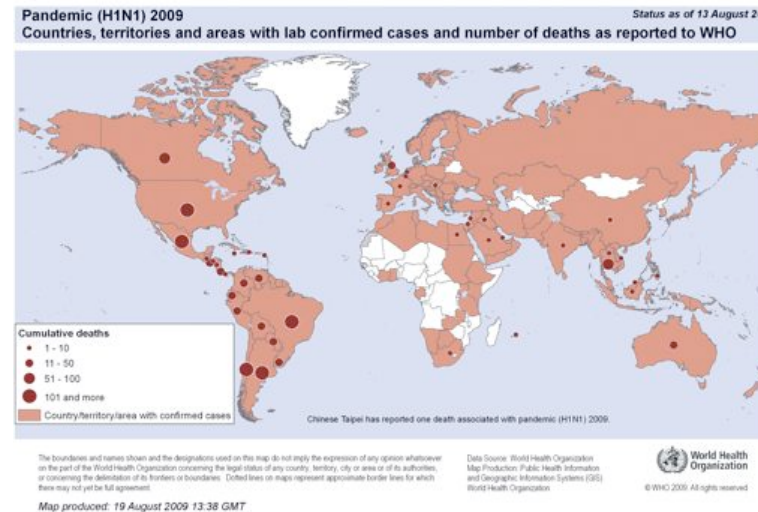 Pandemic (H1N1) 2009
Status as of 13 August 2
Countries, territories and areas with lab confirmed cases and number of deaths as reported to WHO
Cumulative deaths
1 - 10
11 - 50
51 - 100
101 and more
Country/territory/area with confirmed cases
Chinese Taipei has reported one death associated with pandemic (H1N1) 2009.
The boundaries and names shown and the designations used on this map do not imply the expression of any opinion whatsoever
on the part of the World Health Organization concerning the legal status of any country, territory, city or area or of its authorities,
or concerning the delimitation of its frontiers or boundaries. Dotted lines on maps represent approximate border lines for which
there may not yet be full agreement.
Data Source: World Health Organization
Map Production: Public Health Information
and Geographic Information Systems (GIS)
World Health Organization
World Health
Organization
© WHO 2009. All rights reserved
Map produced: 19 August 2009 13:38 GMT